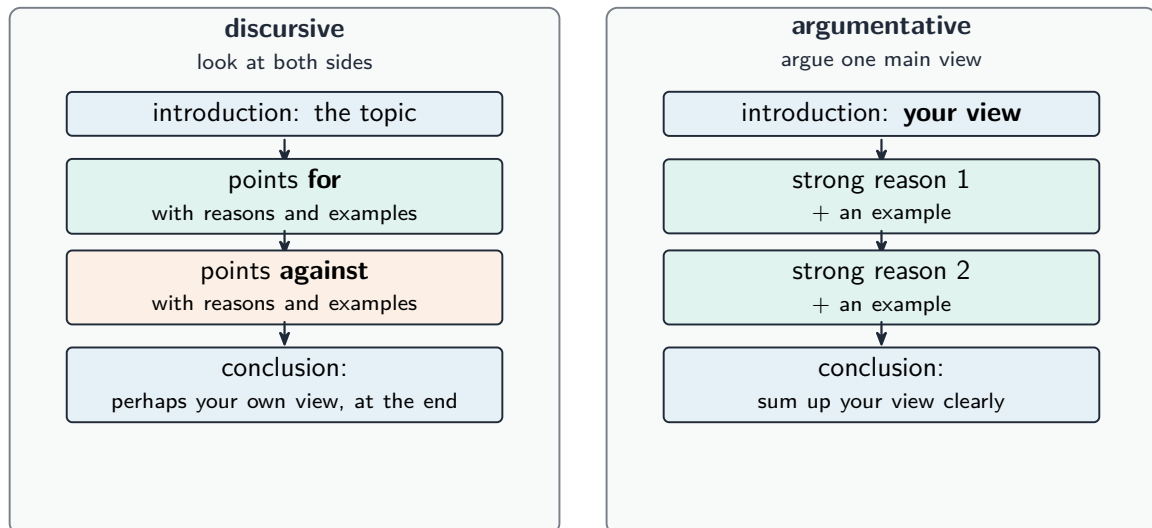 discursive
look at both sides
introduction: the topic
points for
with reasons and examples
points against
with reasons and examples
conclusion:
perhaps your own view, at the end
argumentative
argue one main view
introduction: your view
strong reason 1
+ an example
strong reason 2
+ an example
conclusion:
sum up your view clearly